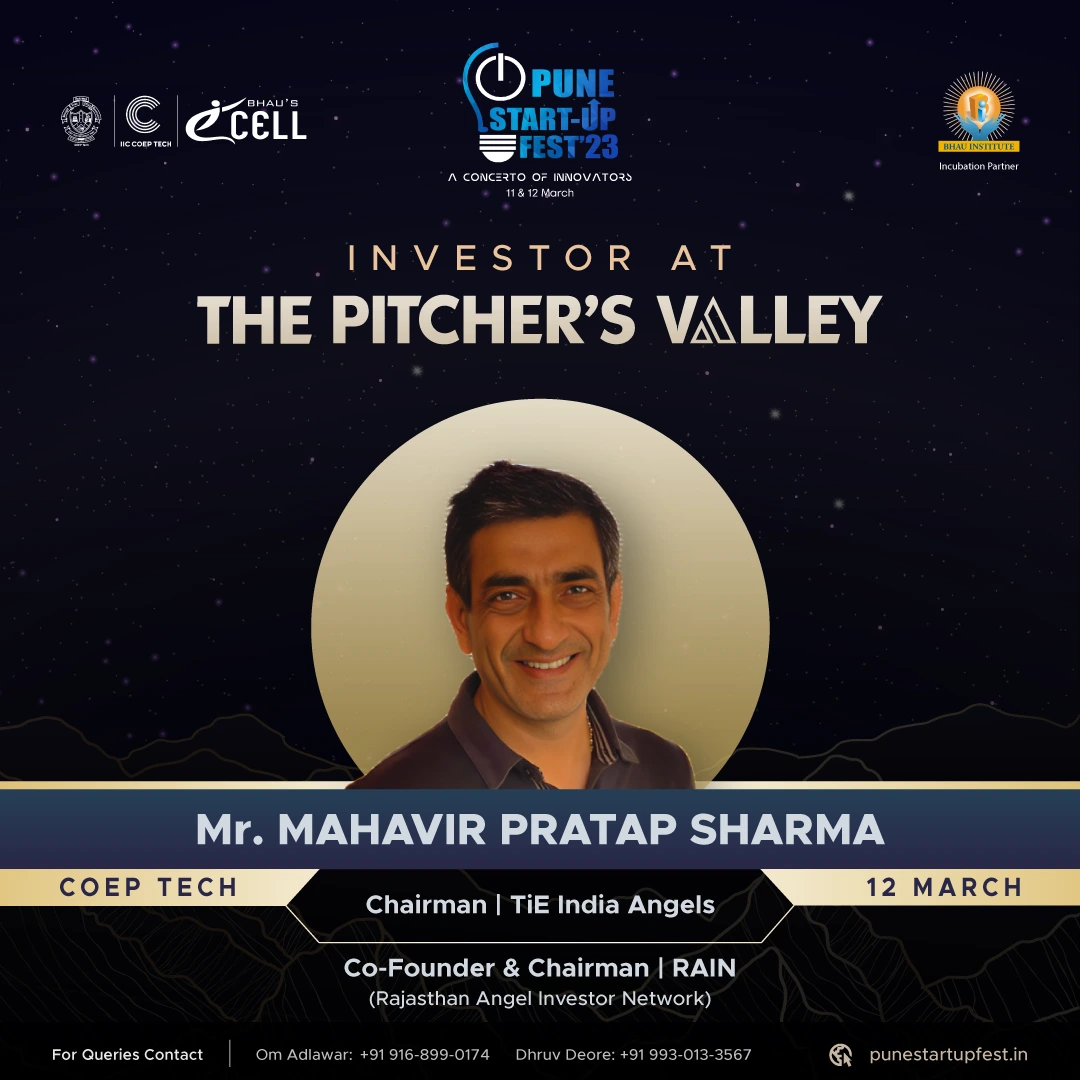 BHAU'S
CELL
IIC COEP TECH
PUNE
START-UP
FEST'23
A CONCERTO OF INNOVATORS
11 & 12 March
BHAU INSTITUTE
Incubation Partner
INVESTOR AT
THE PITCHER'S VALLEY
Mr. MAHAVIR PRATAP SHARMA
COEP TECH
12 MARCH
Chairman | TiE India Angels
Co-Founder & Chairman | RAIN
(Rajasthan Angel Investor Network)
For Queries Contact
Om Adlawar: +91 916-899-0174 Dhruv Deore: +91 993-013-3567
punestartupfest.in